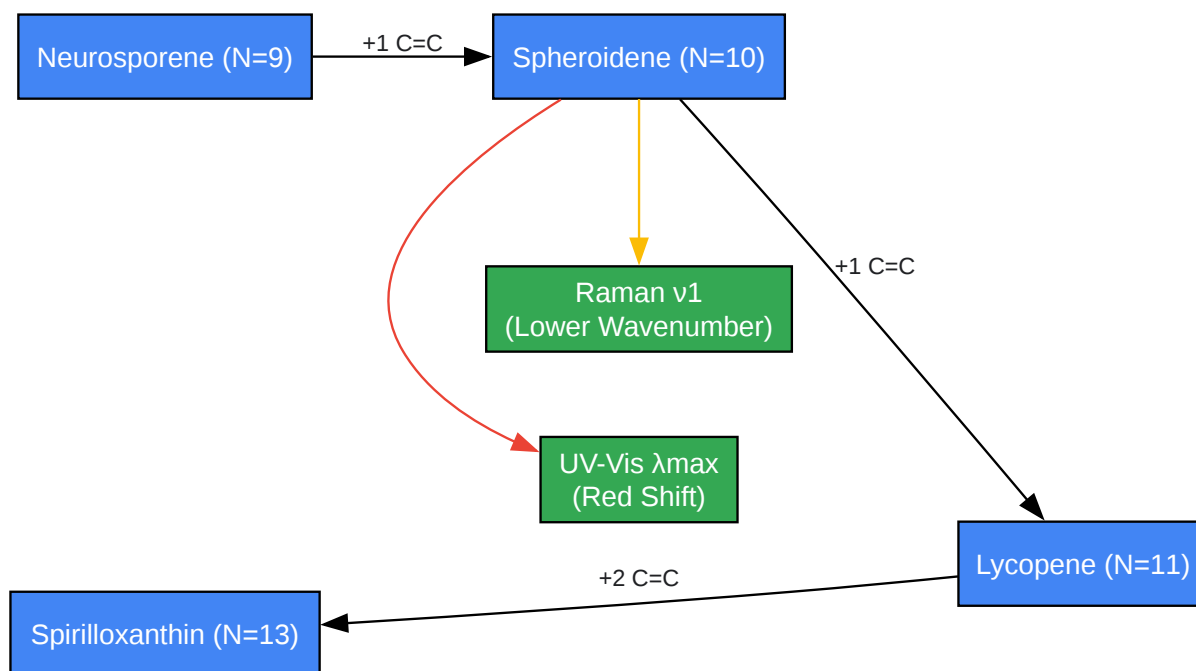 Neurosporene (N=9)
+1 C=C
Spheroidene (N=10)
Raman ν1
(Lower Wavenumber)
+1 C=C
UV-Vis λmax
(Red Shift)
Lycopene (N=11)
+2 C=C
Spirilloxanthin (N=13)